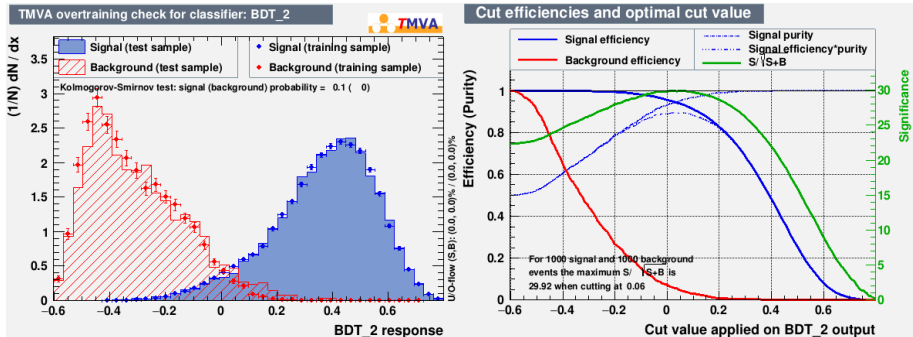 TMVA overtraining check for classifier: BDT_2
TMVA
Signal (test sample)
Background (test sample)
Signal (training sample)
Background (training sample)
Kolmogorov-Smirnov test: signal (background) probability = 0.1 ( 0)
(1/N) dN / dx
3.5
3
2.5
2
1.5
1
0.5
0
−0.6 −0.4 −0.2 0 0.2 0.4 0.6
BDT_2 response
U/O-flow (S,B): (0.0, 0.0)% / (0.0, 0.0)%
Cut efficiencies and optimal cut value
Signal efficiency
Background efficiency
Signal purity
Signal efficiency*purity
S/√S+B
Efficiency (Purity)
1
0.8
0.6
0.4
0.2
0
For 1000 signal and 1000 background
events the maximum S/√S+B is
29.92 when cutting at 0.06
−0.6 −0.4 −0.2 0 0.2 0.4 0.6
Cut value applied on BDT_2 output
30
25
20
15
10
5
0
Significance